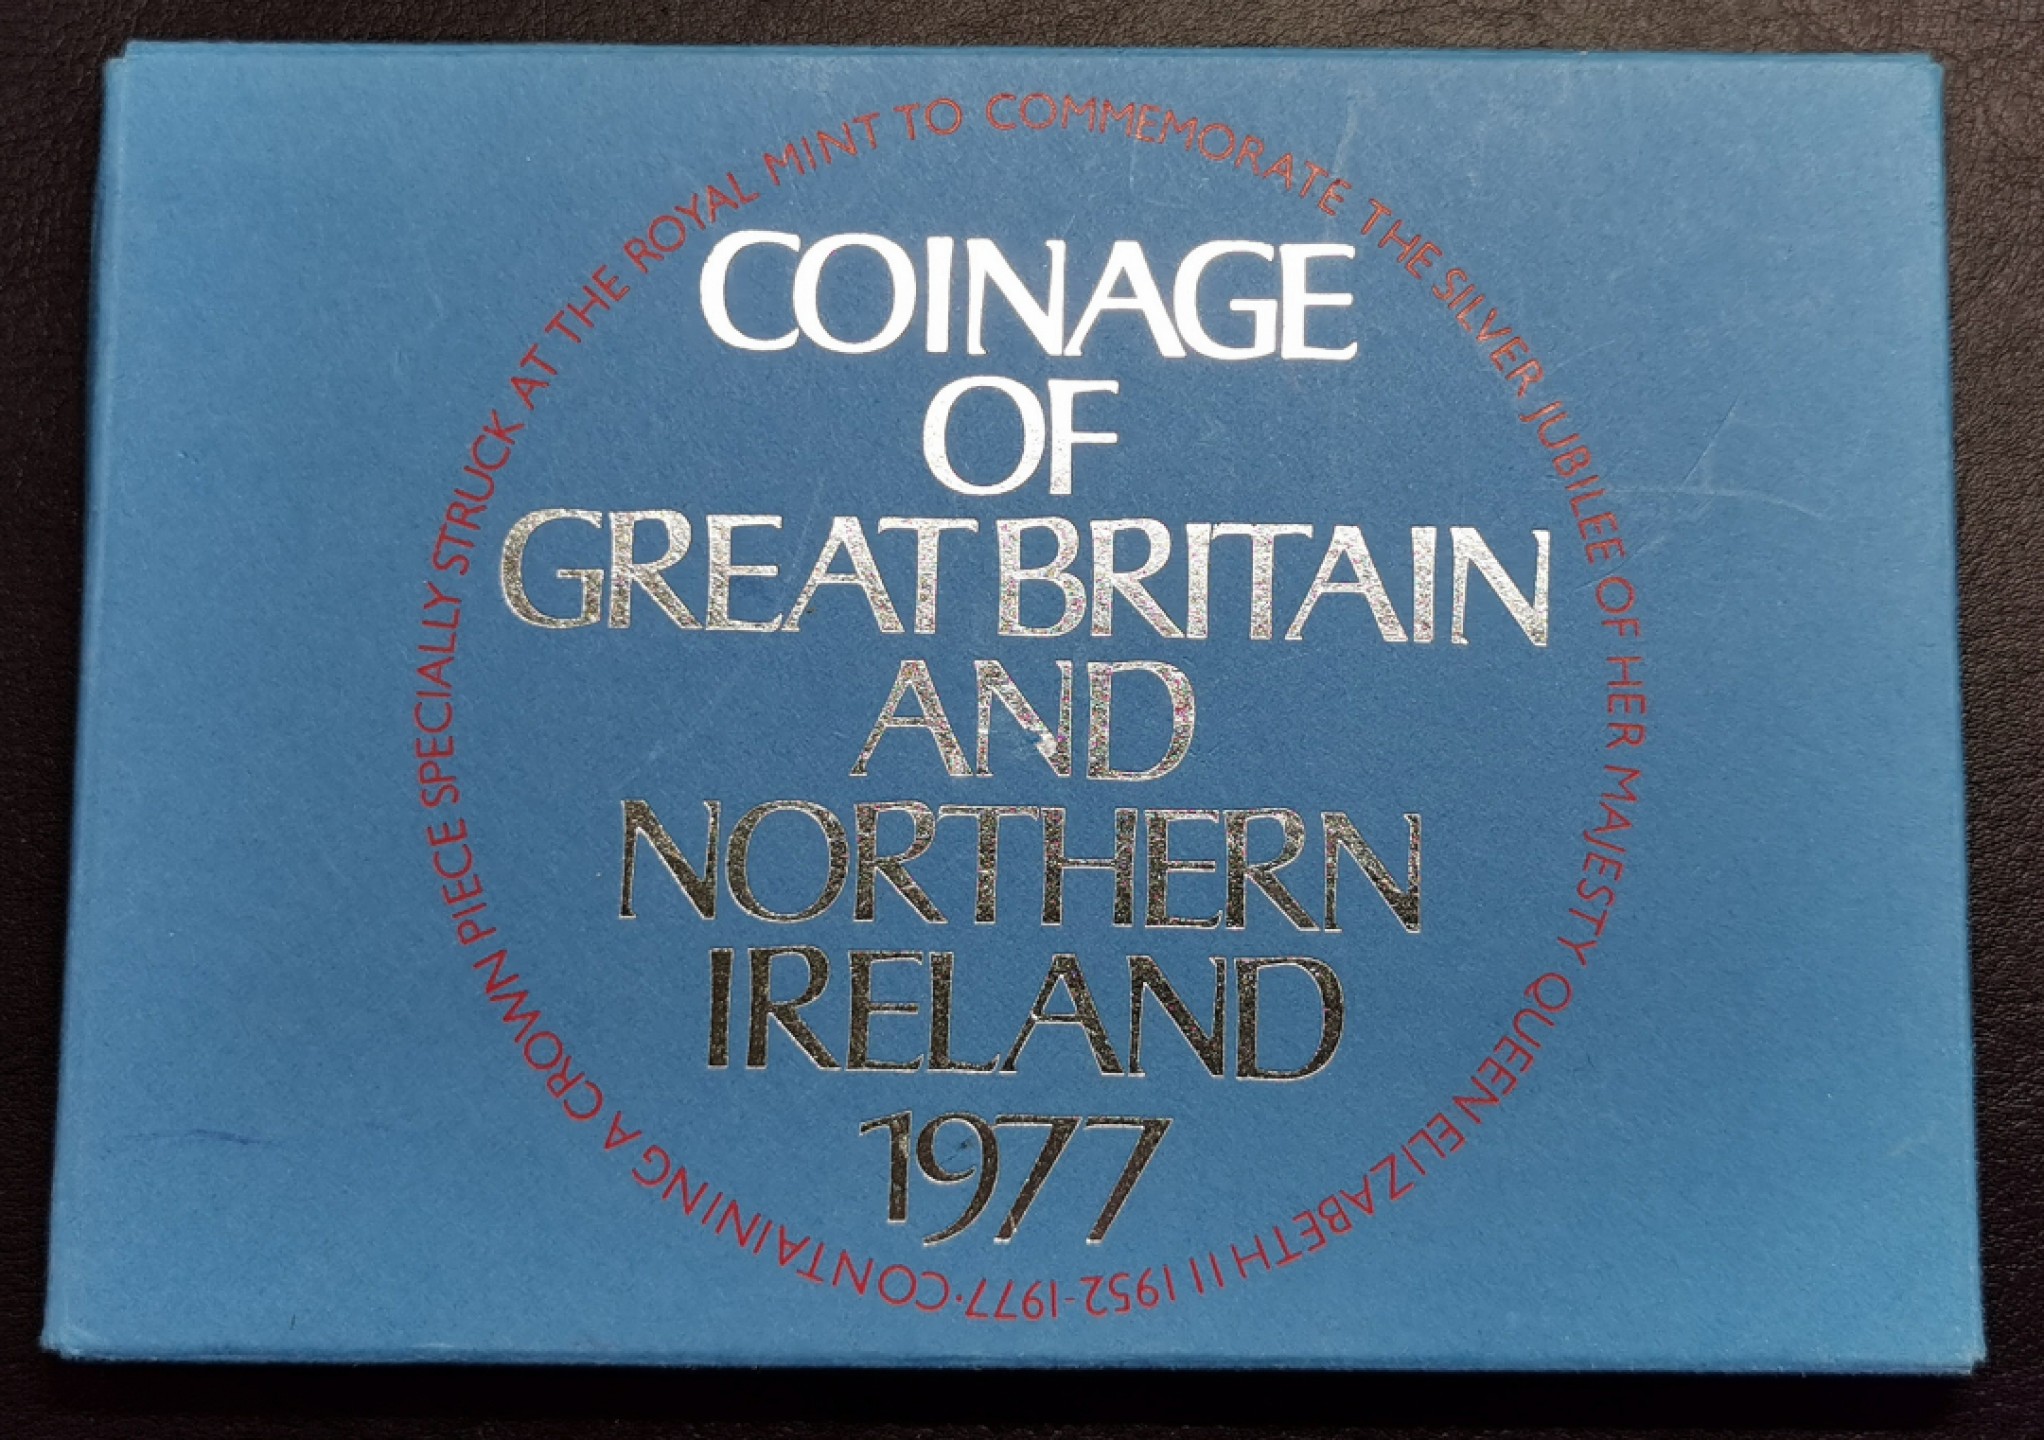 COINAGE
OF
GREAT BRITAIN
AND
NORTHERN
IRELAND
1977
CONTAINING A CROWN PIECE SPECIALLY STRUCK AT THE ROYAL MINT TO COMMEMORATE THE SILVER JUBILEE OF HER MAJESTY QUEEN ELIZABETH II 1952-1977·